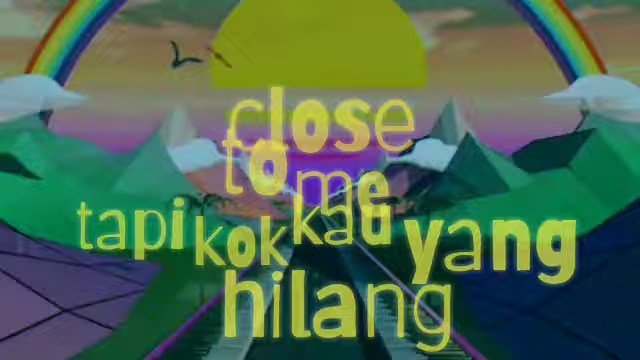 close
to me
tapi kok kau yang
hilang